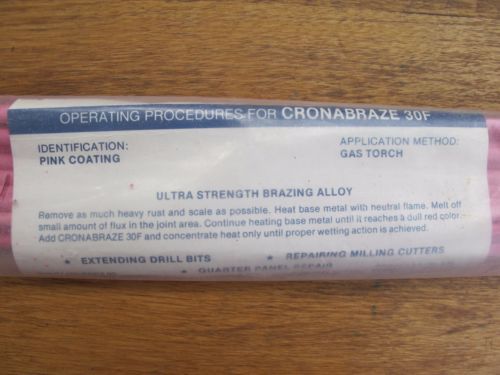 OPERATING PROCEDURES FOR CRONABRAZE 30F
IDENTIFICATION:
PINK COATING
APPLICATION METHOD:
GAS TORCH
ULTRA STRENGTH BRAZING ALLOY
Remove as much heavy rust and scale as possible. Heat base metal with neutral flame. Melt off
small amount of flux in the joint area. Continue heating base metal until it reaches a dull red color.
Add CRONABRAZE 30F and concentrate heat only until proper wetting action is achieved.
★ EXTENDING DRILL BITS
★ REPAIRING MILLING CUTTERS
★ QUARTER PANEL REPAIR